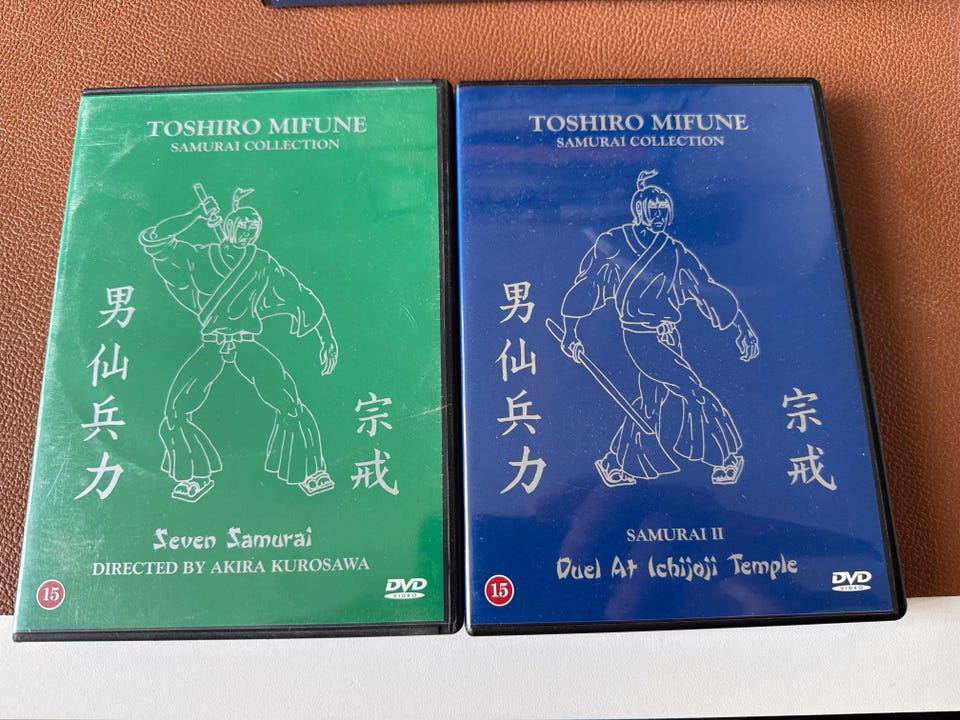 TOSHIRO MIFUNE
SAMURAI COLLECTION
男
仙
兵
力
宗
戒
Seven Samurai
DIRECTED BY AKIRA KUROSAWA
15
DVD
VIDEO
TOSHIRO MIFUNE
SAMURAI COLLECTION
男
仙
兵
力
宗
戒
SAMURAI II
Duel At Ichijoji Temple
15
DVD
VIDEO